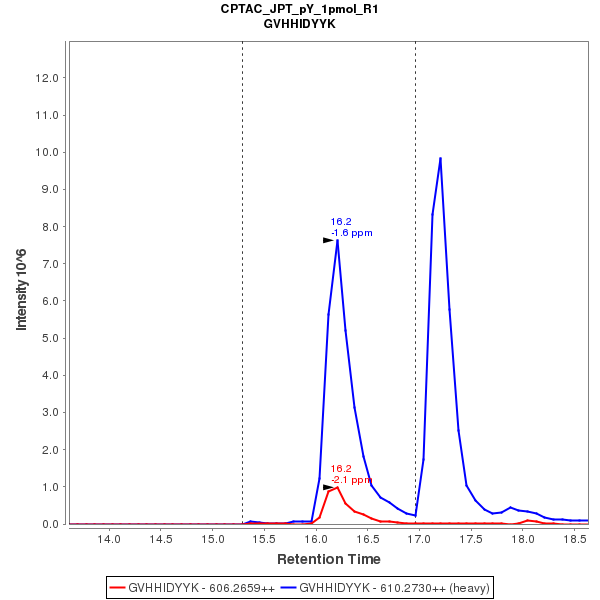 CPTAC_JPT_pY_1pmol_R1
GVHHIDYYK
Intensity 10^6
12.0
11.0
10.0
9.0
8.0
7.0
6.0
5.0
4.0
3.0
2.0
1.0
0.0
16.2
-1.6 ppm
16.2
-2.1 ppm
14.0 14.5 15.0 15.5 16.0 16.5 17.0 17.5 18.0 18.5
Retention Time
GVHHIDYYK - 606.2659++ GVHHIDYYK - 610.2730++ (heavy)